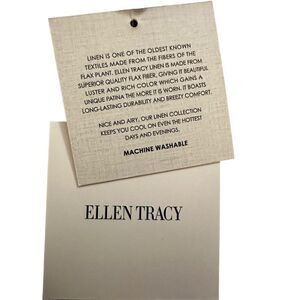 LINEN IS ONE OF THE OLDEST KNOWN
TEXTILES MADE FROM THE FIBERS OF THE
FLAX PLANT. ELLEN TRACY LINEN IS MADE FROM
SUPERIOR QUALITY FLAX FIBER, GIVING IT BEAUTIFUL
LUSTER AND RICH COLOR WHICH GAINS A
UNIQUE PATINA THE MORE IT IS WORN. IT BOASTS
LONG-LASTING DURABILITY AND BREEZY COMFORT.
NICE AND AIRY, OUR LINEN COLLECTION
KEEPS YOU COOL ON EVEN THE HOTTEST
DAYS AND EVENINGS.
MACHINE WASHABLE
ELLEN TRACY